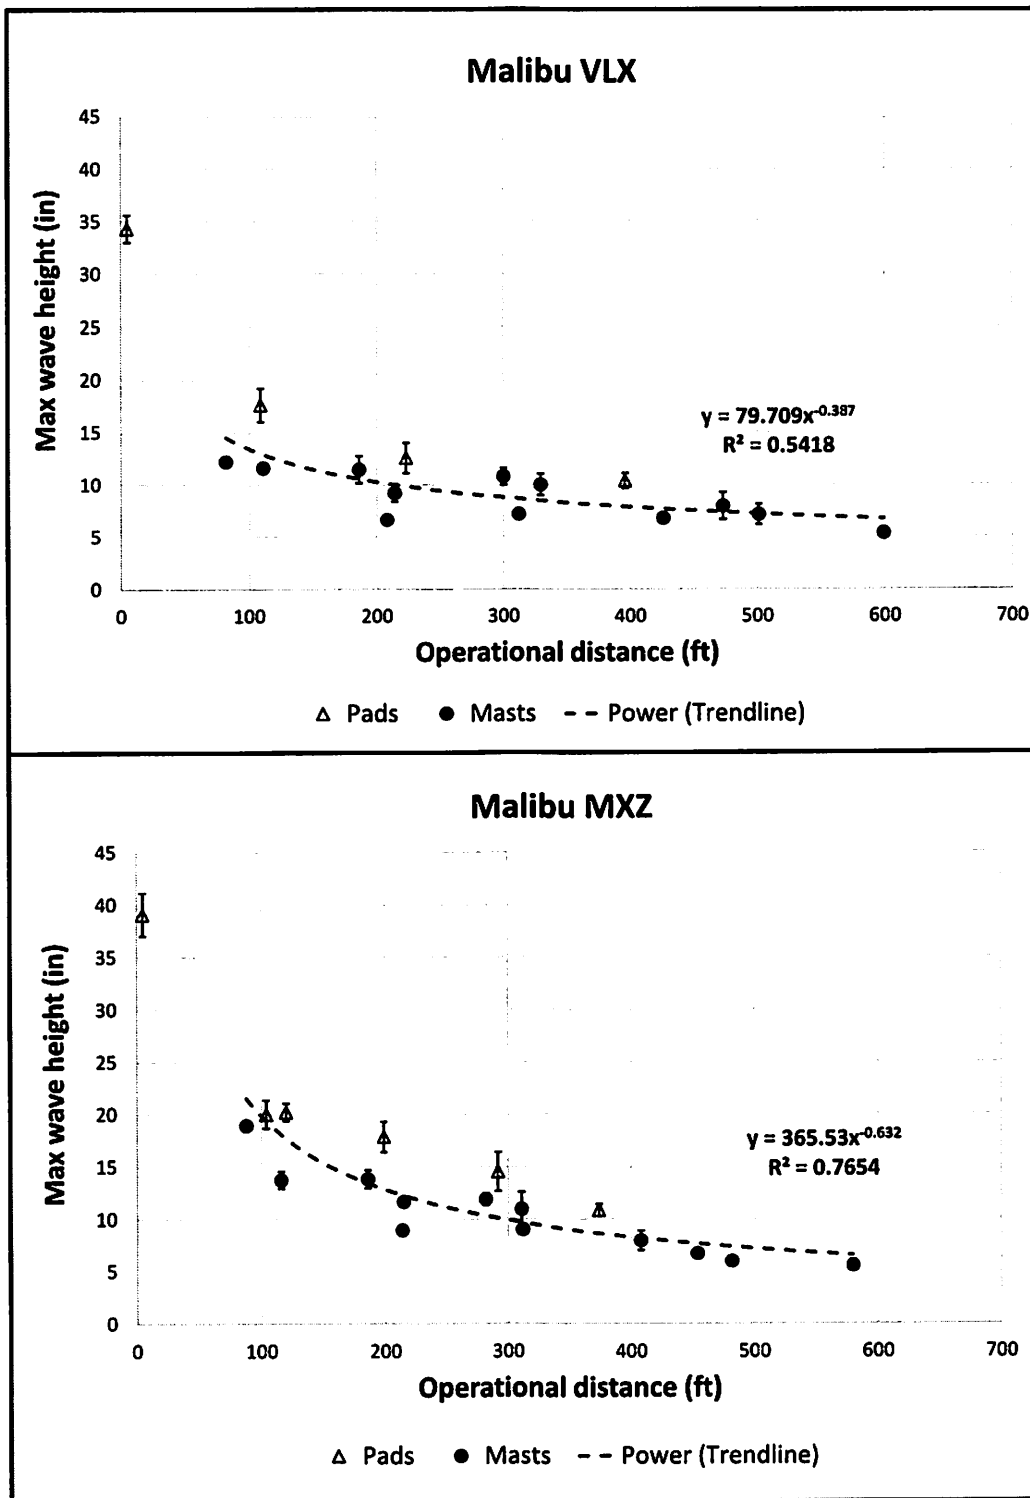 Malibu VLX
Max wave height (in)
45
40
35
30
25
20
15
10
5
0
y = 79.709x^-0.387
R² = 0.5418
0 100 200 300 400 500 600 700
Operational distance (ft)
Pads Masts Power (Trendline)
Malibu MXZ
Max wave height (in)
45
40
35
30
25
20
15
10
5
0
y = 365.53x^-0.632
R² = 0.7654
0 100 200 300 400 500 600 700
Operational distance (ft)
Pads Masts Power (Trendline)